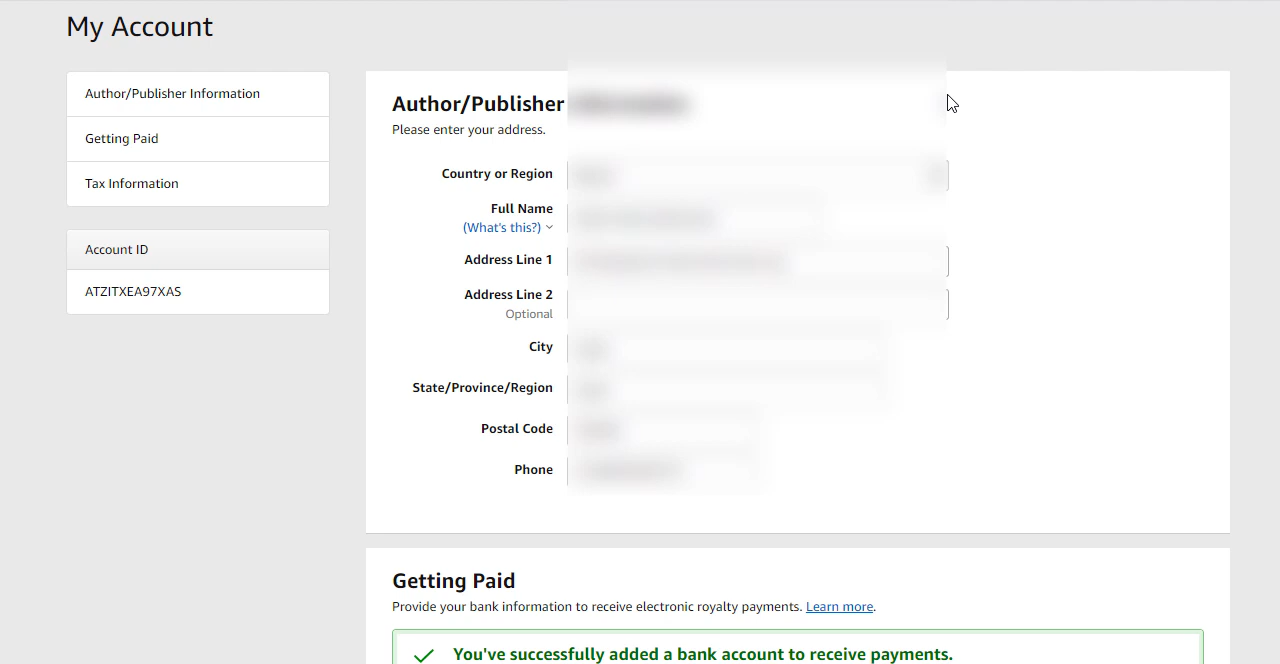 My Account
Author/Publisher Information
Getting Paid
Tax Information
Account ID
ATZITXEA97XAS
Author/Publisher
Please enter your address.
Country or Region
Full Name
(What's this?)
Address Line 1
Address Line 2
Optional
City
State/Province/Region
Postal Code
Phone
Getting Paid
Provide your bank information to receive electronic royalty payments. Learn more.
You've successfully added a bank account to receive payments.